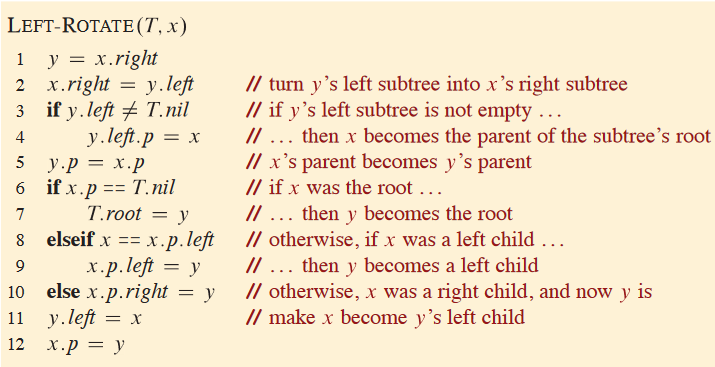 LEFT-ROTATE(T, x)
1 y = x.right
2 x.right = y.left // turn y’s left subtree into x’s right subtree
3 if y.left ≠ T.nil // if y’s left subtree is not empty …
4 y.left.p = x // … then x becomes the parent of the subtree’s root
5 y.p = x.p // x’s parent becomes y’s parent
6 if x.p == T.nil // if x was the root …
7 T.root = y // … then y becomes the root
8 elseif x == x.p.left // otherwise, if x was a left child …
9 x.p.left = y // … then y becomes a left child
10 else x.p.right = y // otherwise, x was a right child, and now y is
11 y.left = x // make x become y’s left child
12 x.p = y